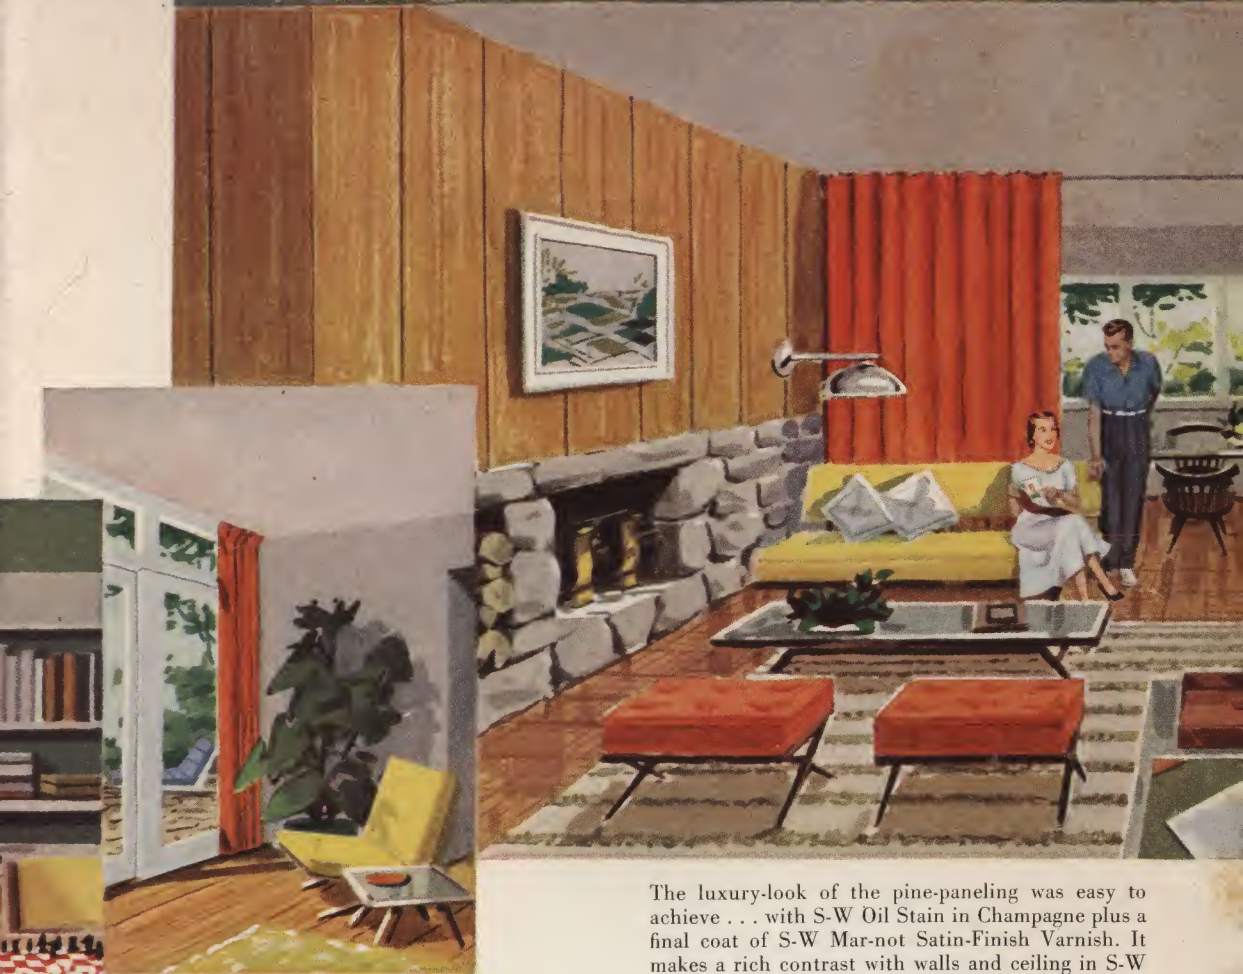 The luxury-look of the pine-paneling was easy to
achieve . . . with S-W Oil Stain in Champagne plus a
final coat of S-W Mar-not Satin-Finish Varnish. It
makes a rich contrast with walls and ceiling in S-W